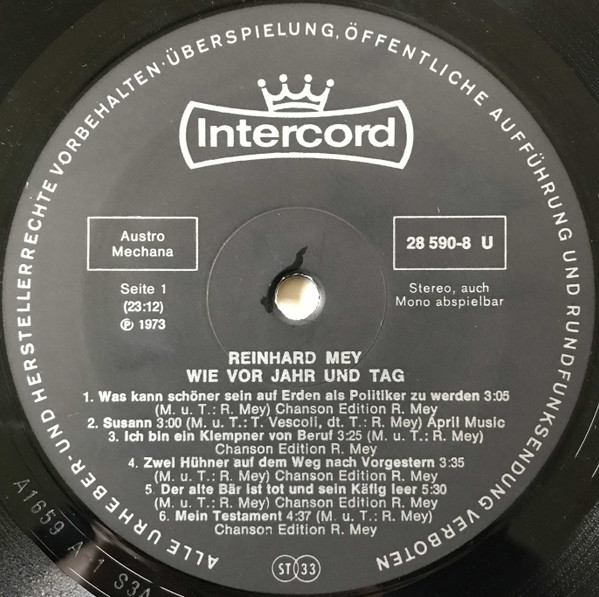 ALLE URHEBER- UND HERSTELLERRECHTE VORBEHALTEN · ÜBERSPIELUNG, ÖFFENTLICHE AUFFÜHRUNG UND RUNDFUNKSENDUNG VERBOTEN
Intercord
Austro
Mechana
28 590-8 U
Seite 1
(23:12)
℗ 1973
Stereo, auch
Mono abspielbar
REINHARD MEY
WIE VOR JAHR UND TAG
1. Was kann schöner sein auf Erden als Politiker zu werden 3:05
(M. u. T.: R. Mey) Chanson Edition R. Mey
2. Susann 3:00 (M. u. T.: T. Vescoli, dt. T.: R. Mey) April Music
3. Ich bin ein Klempner von Beruf 3:25 (M. u. T.: R. Mey)
Chanson Edition R. Mey
4. Zwei Hühner auf dem Weg nach Vorgestern 3:35
(M. u. T.: R. Mey) Chanson Edition R. Mey
5. Der alte Bär ist tot und sein Käfig leer 5:30
(M. u. T.: R. Mey) Chanson Edition R. Mey
6. Mein Testament 4:37 (M. u. T.: R. Mey)
Chanson Edition R. Mey
ST 33